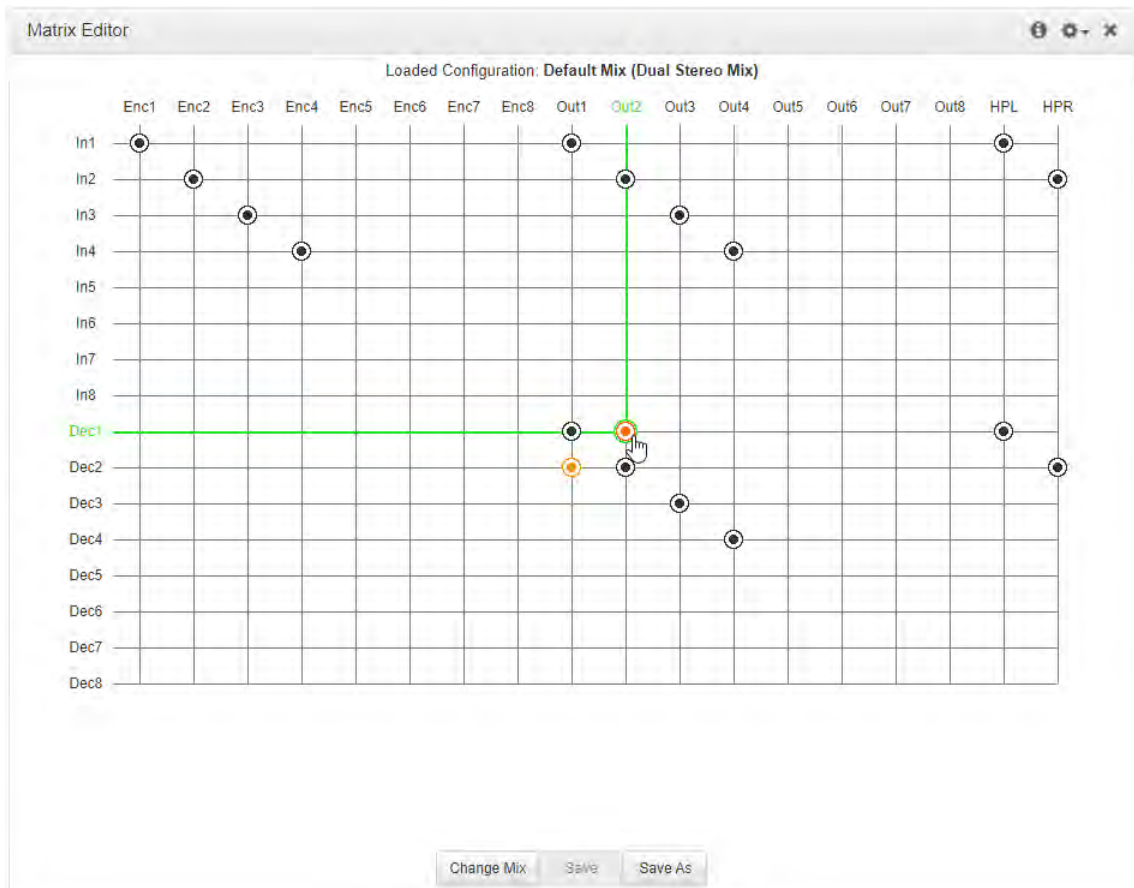 Matrix Editor
Loaded Configuration: Default Mix (Dual Stereo Mix)
Enc1 Enc2 Enc3 Enc4 Enc5 Enc6 Enc7 Enc8 Out1 Out2 Out3 Out4 Out5 Out6 Out7 Out8 HPL HPR
In1
In2
In3
In4
In5
In6
In7
In8
Dec1
Dec2
Dec3
Dec4
Dec5
Dec6
Dec7
Dec8
Change Mix Save Save As